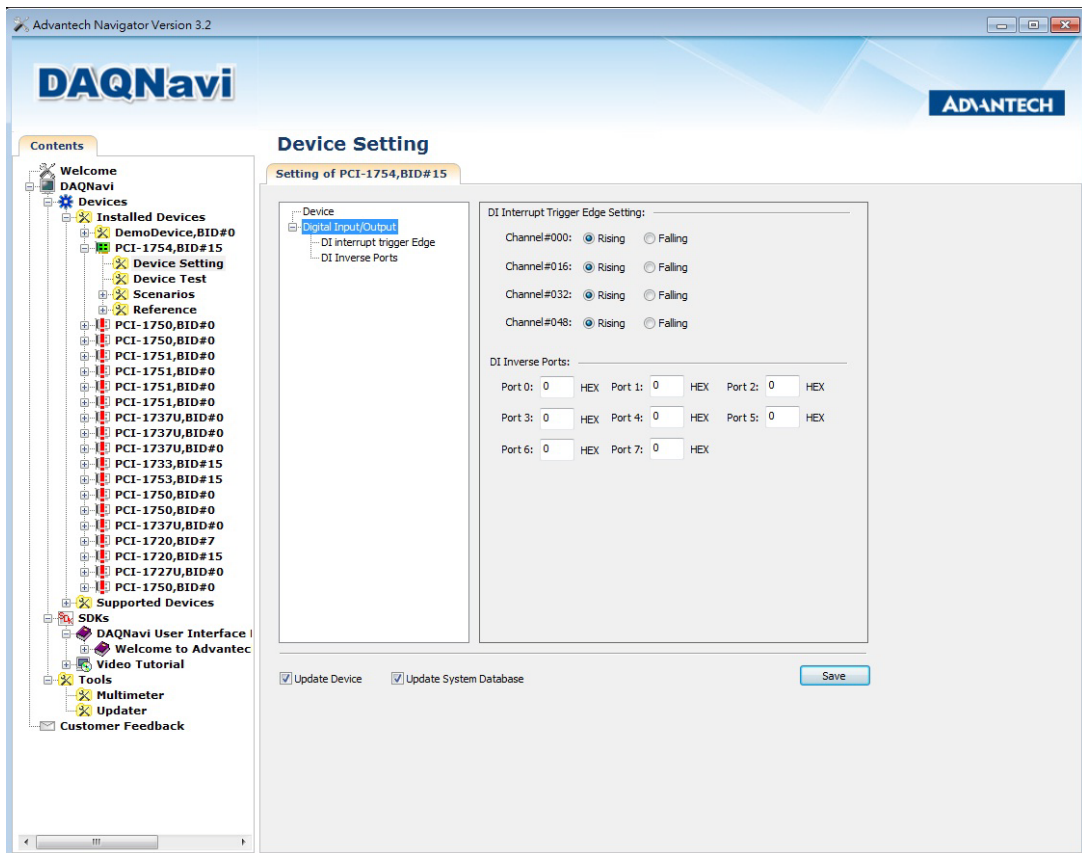 Advantech Navigator Version 3.2
DAQNavi
ADVANTECH
Contents
Welcome
DAQNavi
Devices
Installed Devices
DemoDevice,BID#0
PCI-1754,BID#15
Device Setting
Device Test
Scenarios
Reference
PCI-1750,BID#0
PCI-1750,BID#0
PCI-1751,BID#0
PCI-1751,BID#0
PCI-1751,BID#0
PCI-1751,BID#0
PCI-1737U,BID#0
PCI-1737U,BID#0
PCI-1737U,BID#0
PCI-1733,BID#15
PCI-1753,BID#15
PCI-1750,BID#0
PCI-1750,BID#0
PCI-1737U,BID#0
PCI-1720,BID#7
PCI-1720,BID#15
PCI-1727U,BID#0
PCI-1750,BID#0
Supported Devices
SDKs
DAQNavi User Interface
Welcome to Advantec
Video Tutorial
Tools
Multimeter
Updater
Customer Feedback
Device Setting
Setting of PCI-1754,BID#15
Device
Digital Input/Output
DI interrupt trigger Edge
DI Inverse Ports
DI Interrupt Trigger Edge Setting:
Channel#000: Rising Falling
Channel#016: Rising Falling
Channel#032: Rising Falling
Channel#048: Rising Falling
DI Inverse Ports:
Port 0: 0 HEX Port 1: 0 HEX Port 2: 0 HEX
Port 3: 0 HEX Port 4: 0 HEX Port 5: 0 HEX
Port 6: 0 HEX Port 7: 0 HEX
Update Device Update System Database Save